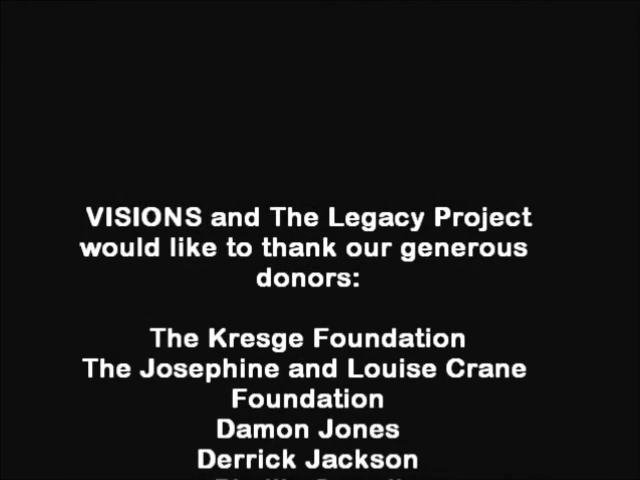 VISIONS and The Legacy Project
would like to thank our generous
donors:
The Kresge Foundation
The Josephine and Louise Crane
Foundation
Damon Jones
Derrick Jackson